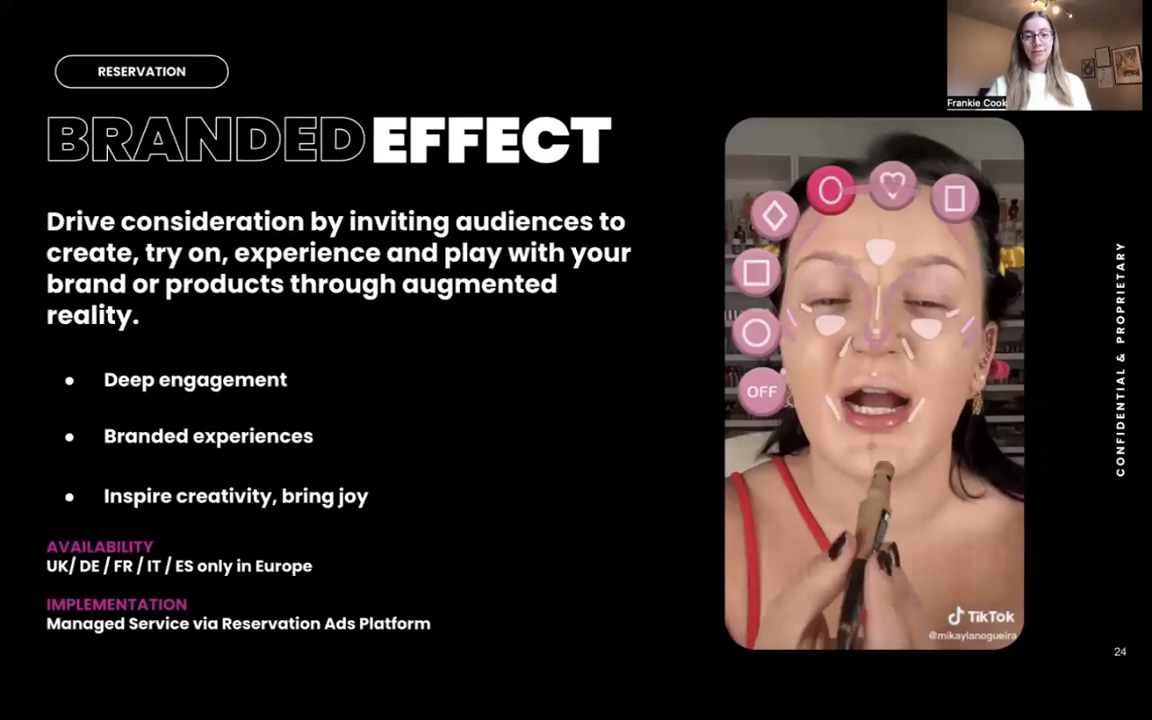 RESERVATION
Frankie Cook
BRANDED EFFECT
Drive consideration by inviting audiences to
create, try on, experience and play with your
brand or products through augmented
reality.
● Deep engagement
● Branded experiences
● Inspire creativity, bring joy
AVAILABILITY
UK/ DE / FR / IT / ES only in Europe
IMPLEMENTATION
Managed Service via Reservation Ads Platform
OFF
TikTok
@mikaylanogueira
CONFIDENTIAL & PROPRIETARY
24